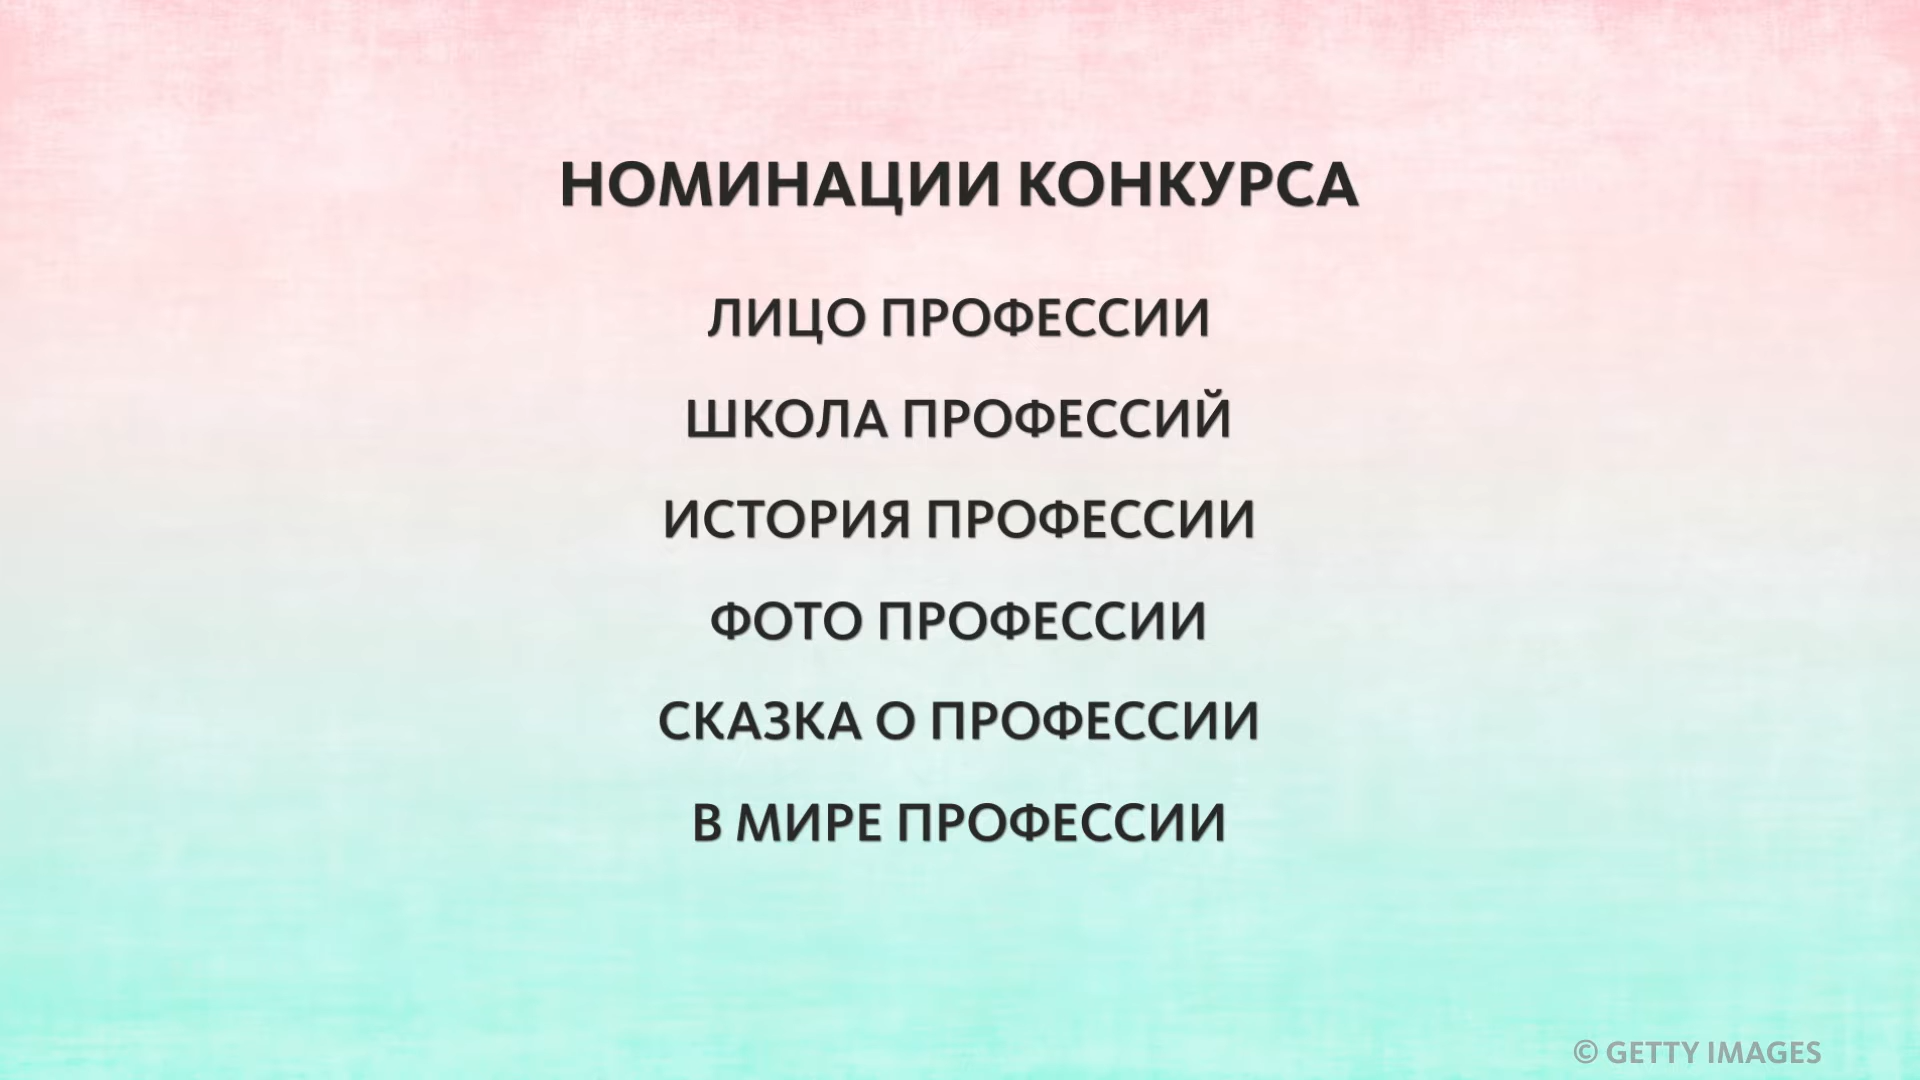 НОМИНАЦИИ КОНКУРСА
ЛИЦО ПРОФЕССИИ
ШКОЛА ПРОФЕССИЙ
ИСТОРИЯ ПРОФЕССИИ
ФОТО ПРОФЕССИИ
СКАЗКА О ПРОФЕССИИ
В МИРЕ ПРОФЕССИИ
© GETTY IMAGES